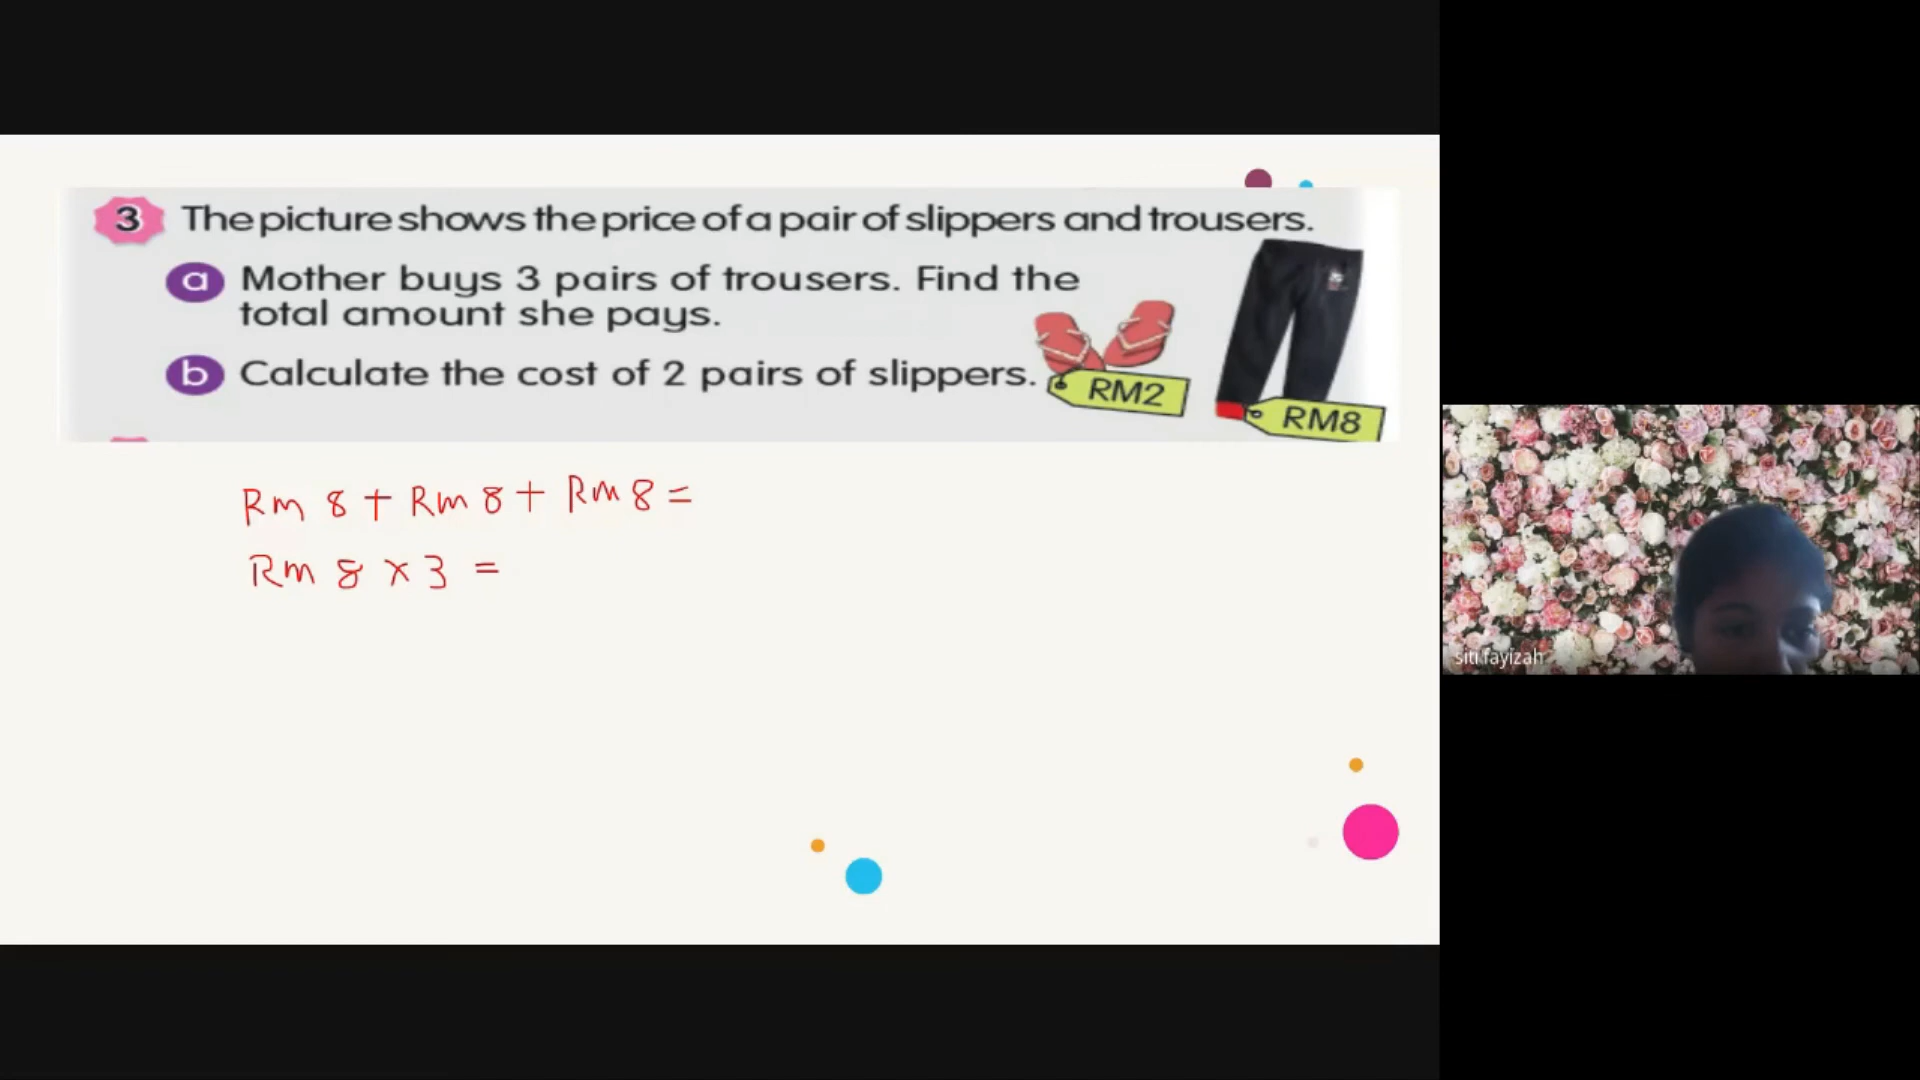 3 The picture shows the price of a pair of slippers and trousers.
a Mother buys 3 pairs of trousers. Find the
total amount she pays.
b Calculate the cost of 2 pairs of slippers.
RM2
RM8
Rm 8 + Rm 8 + Rm 8 =
Rm 8 x 3 =
siti fayizah